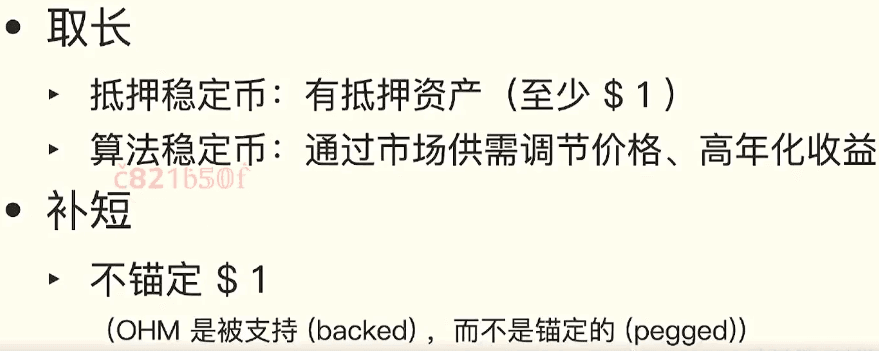 • 取长
▸ 抵押稳定币：有抵押资产（至少 $ 1 ）
▸ 算法稳定币：通过市场供需调节价格、高年化收益
č821b50f
• 补短
▸ 不锚定 $ 1
（OHM 是被支持 (backed) ，而不是锚定的 (pegged)）